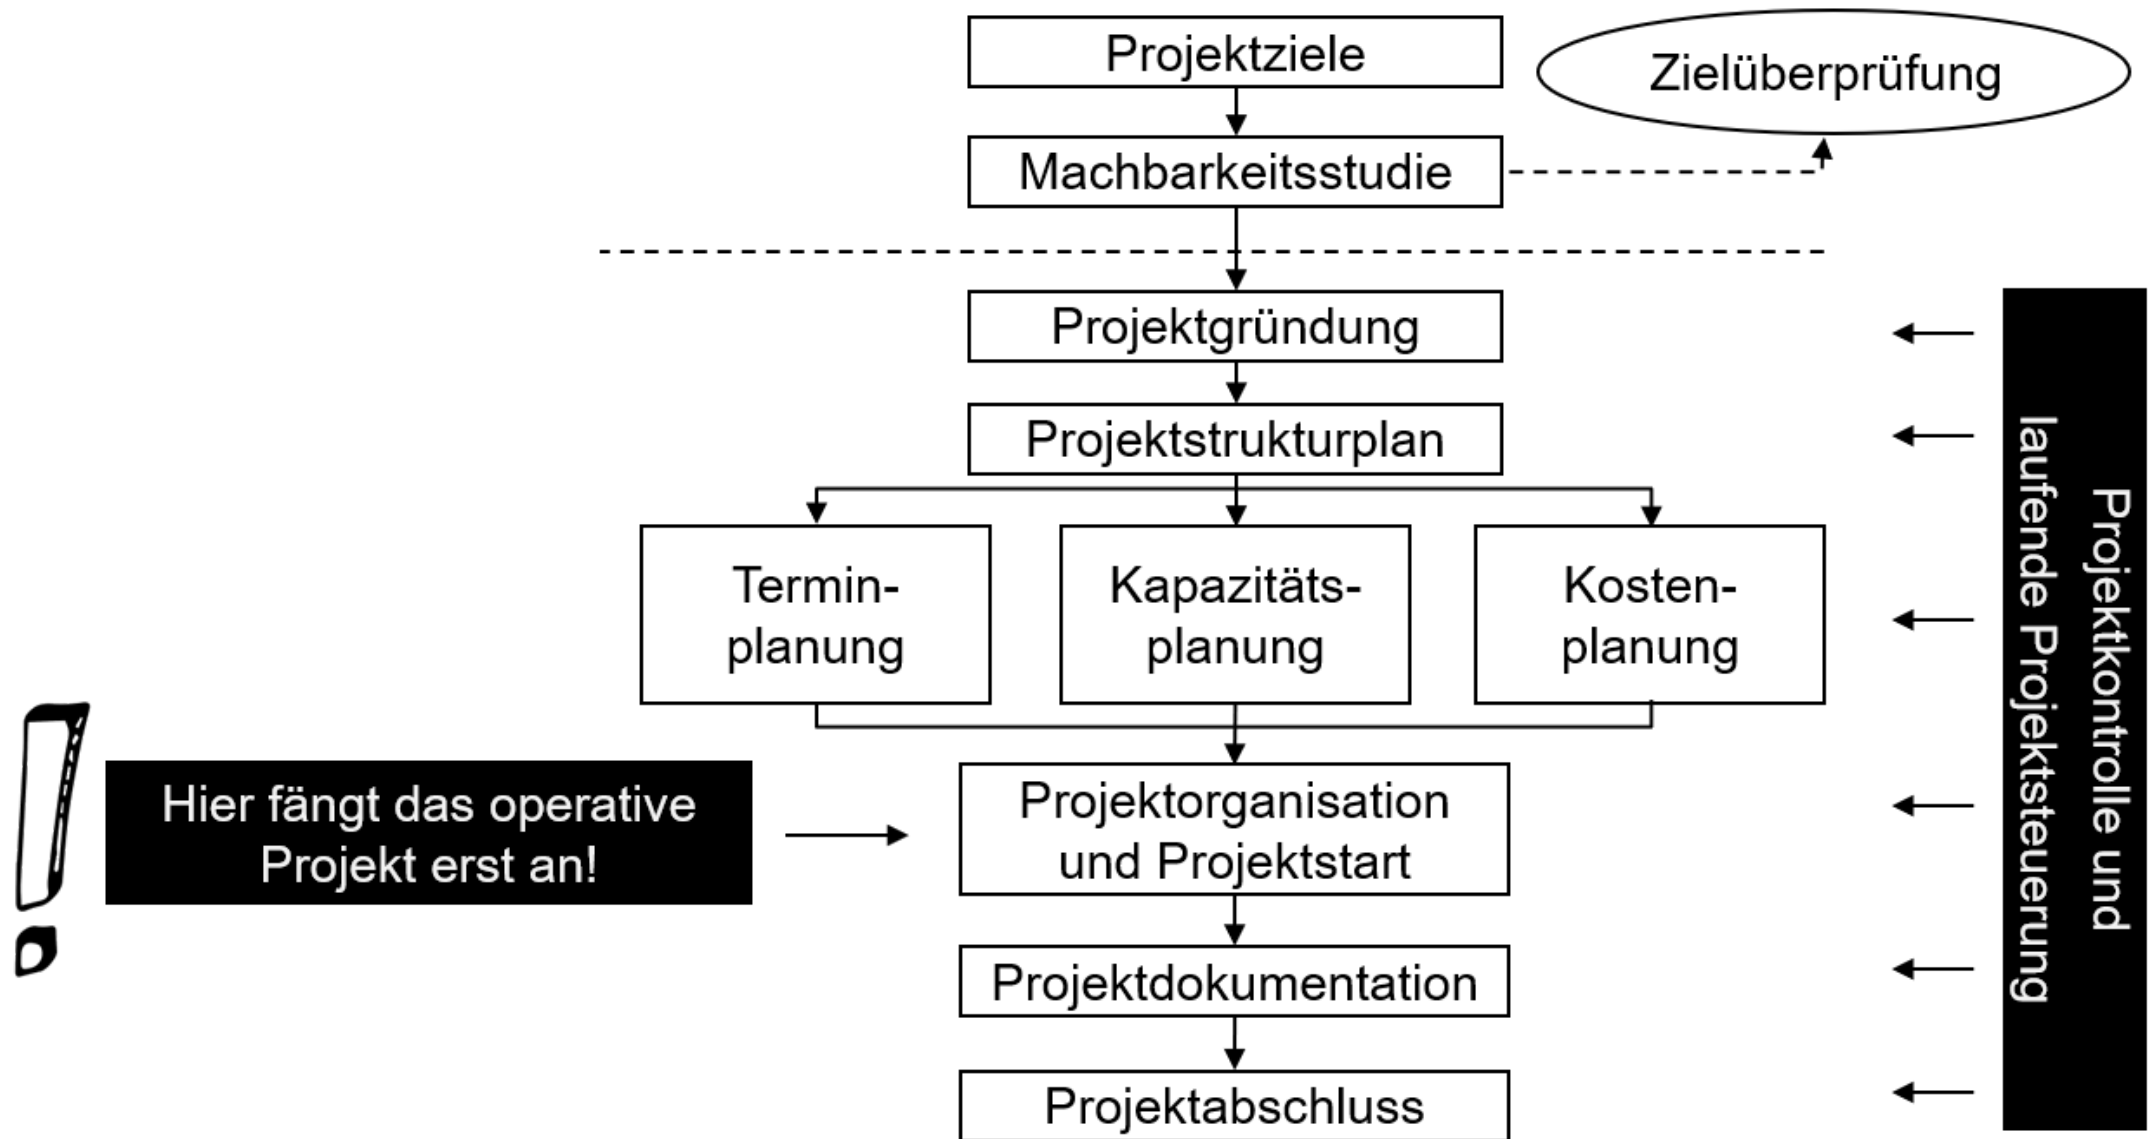 Projektziele
Zielüberprüfung
Machbarkeitsstudie
Projektgründung
Projektstrukturplan
Termin-
planung
Kapazitäts-
planung
Kosten-
planung
Hier fängt das operative
Projekt erst an!
Projektorganisation
und Projektstart
Projektdokumentation
Projektabschluss
Projektkontrolle und
laufende Projektsteuerung